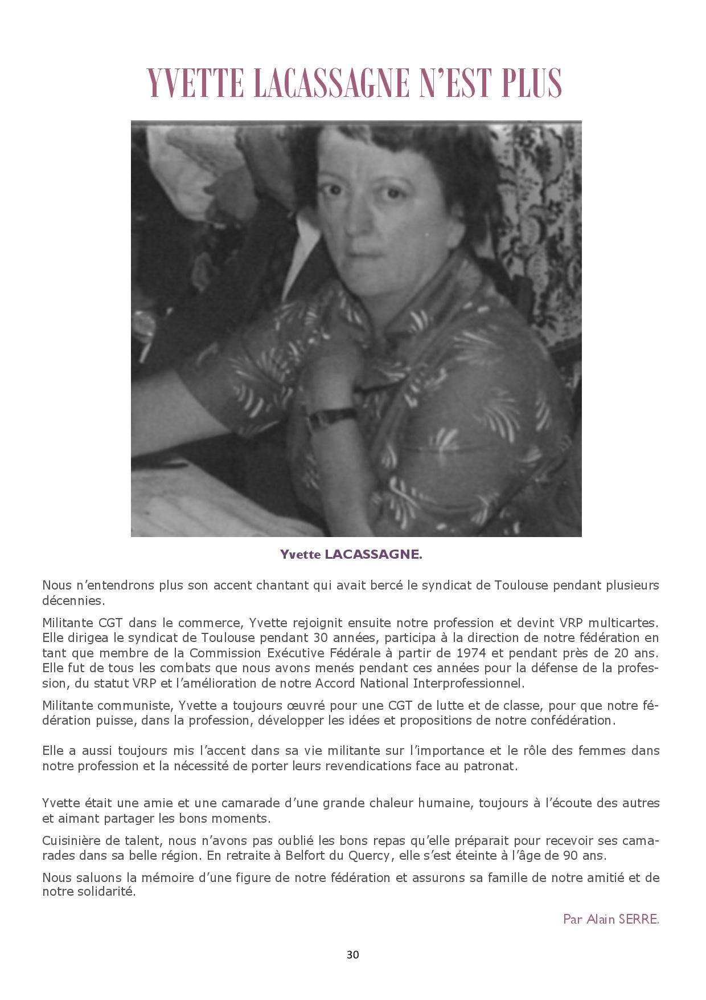 YVETTE LACASSAGNE N’EST PLUS
Yvette LACASSAGNE.
Nous n’entendrons plus son accent chantant qui avait bercé le syndicat de Toulouse pendant plusieurs
décennies.
Militante CGT dans le commerce, Yvette rejoignit ensuite notre profession et devint VRP multicartes.
Elle dirigea le syndicat de Toulouse pendant 30 années, participa à la direction de notre fédération en
tant que membre de la Commission Exécutive Fédérale à partir de 1974 et pendant près de 20 ans.
Elle fut de tous les combats que nous avons menés pendant ces années pour la défense de la profes-
sion, du statut VRP et l’amélioration de notre Accord National Interprofessionnel.
Militante communiste, Yvette a toujours œuvré pour une CGT de lutte et de classe, pour que notre fé-
dération puisse, dans la profession, développer les idées et propositions de notre confédération.
Elle a aussi toujours mis l’accent dans sa vie militante sur l’importance et le rôle des femmes dans
notre profession et la nécessité de porter leurs revendications face au patronat.
Yvette était une amie et une camarade d’une grande chaleur humaine, toujours à l’écoute des autres
et aimant partager les bons moments.
Cuisinière de talent, nous n’avons pas oublié les bons repas qu’elle préparait pour recevoir ses cama-
rades dans sa belle région. En retraite à Belfort du Quercy, elle s’est éteinte à l’âge de 90 ans.
Nous saluons la mémoire d’une figure de notre fédération et assurons sa famille de notre amitié et de
notre solidarité.
Par Alain SERRE.
30